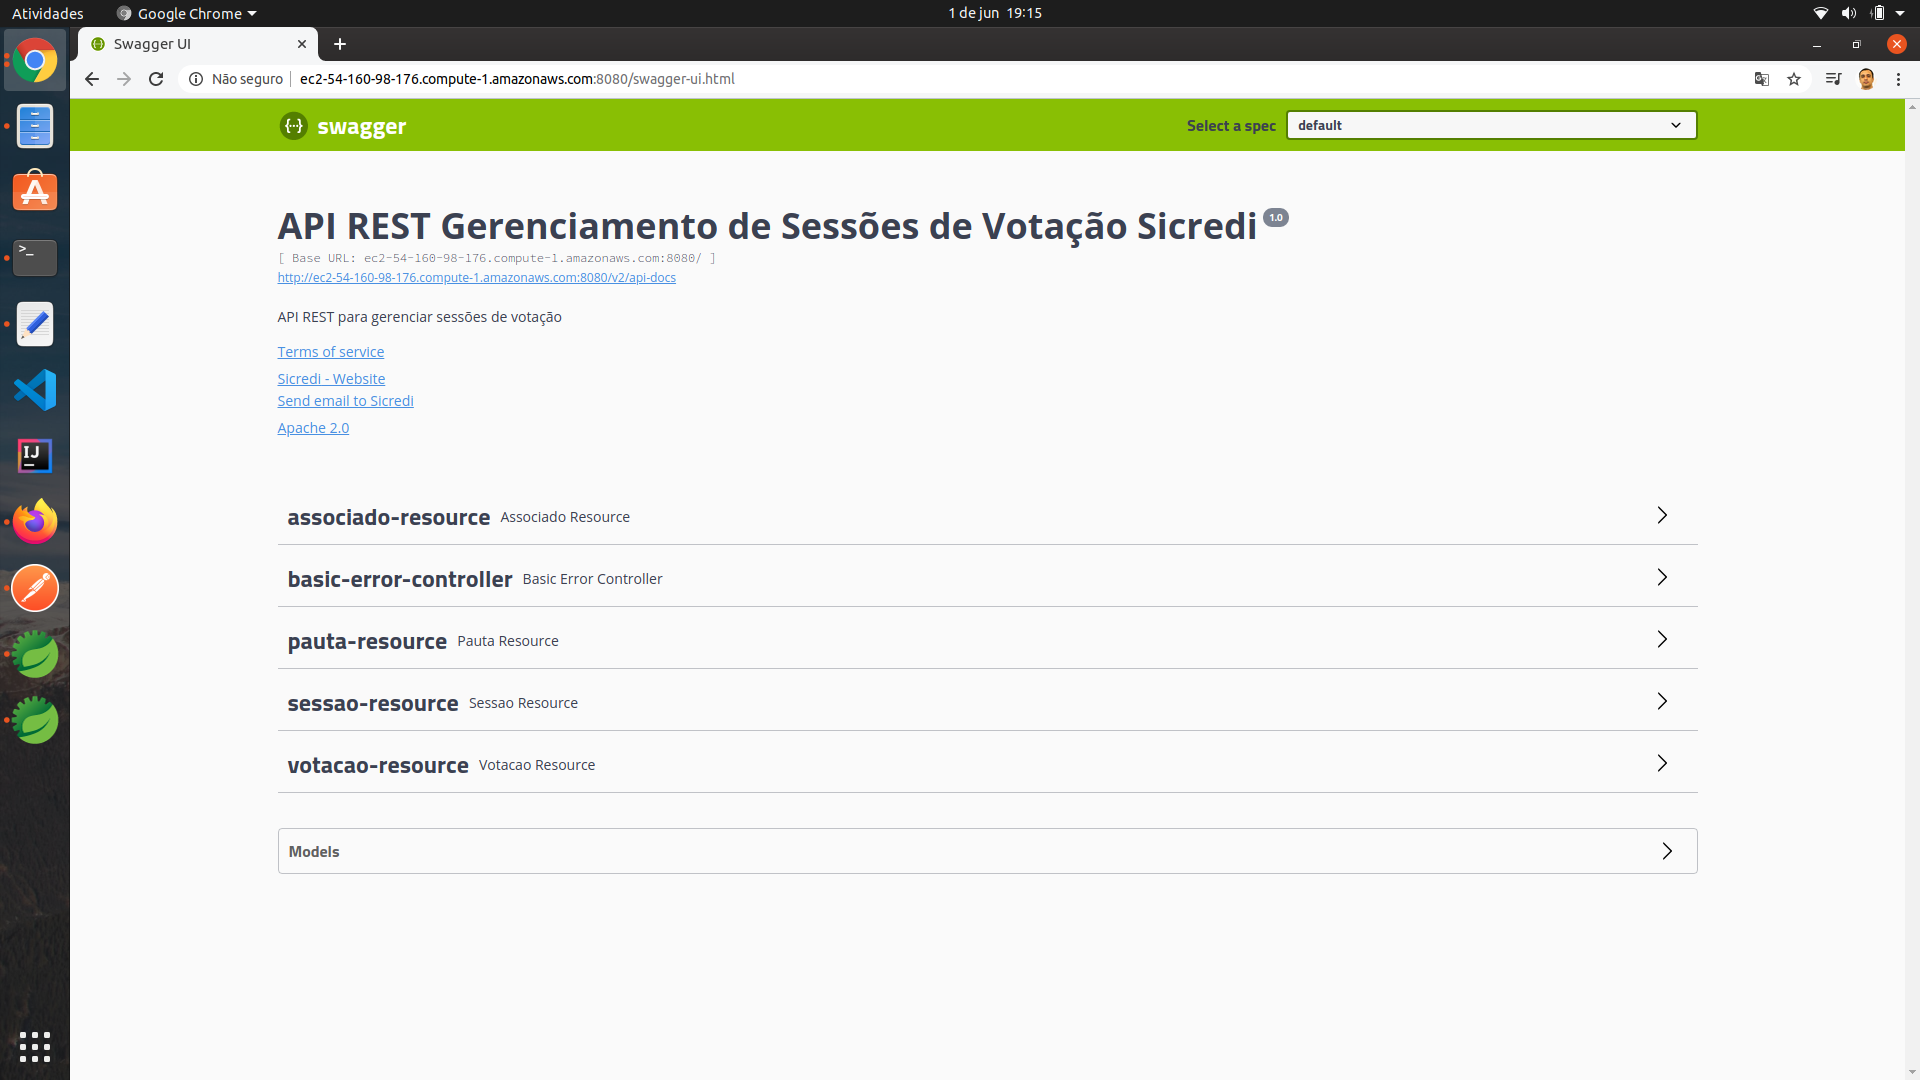 Atividades Google Chrome 1 de jun 19:15
Swagger UI
Não seguro ec2-54-160-98-176.compute-1.amazonaws.com:8080/swagger-ui.html
{···} swagger Select a spec default
API REST Gerenciamento de Sessões de Votação Sicredi 1.0
[ Base URL: ec2-54-160-98-176.compute-1.amazonaws.com:8080/ ]
http://ec2-54-160-98-176.compute-1.amazonaws.com:8080/v2/api-docs
API REST para gerenciar sessões de votação
Terms of service
Sicredi - Website
Send email to Sicredi
Apache 2.0
associado-resource Associado Resource
basic-error-controller Basic Error Controller
pauta-resource Pauta Resource
sessao-resource Sessao Resource
votacao-resource Votacao Resource
Models
>_
IJ